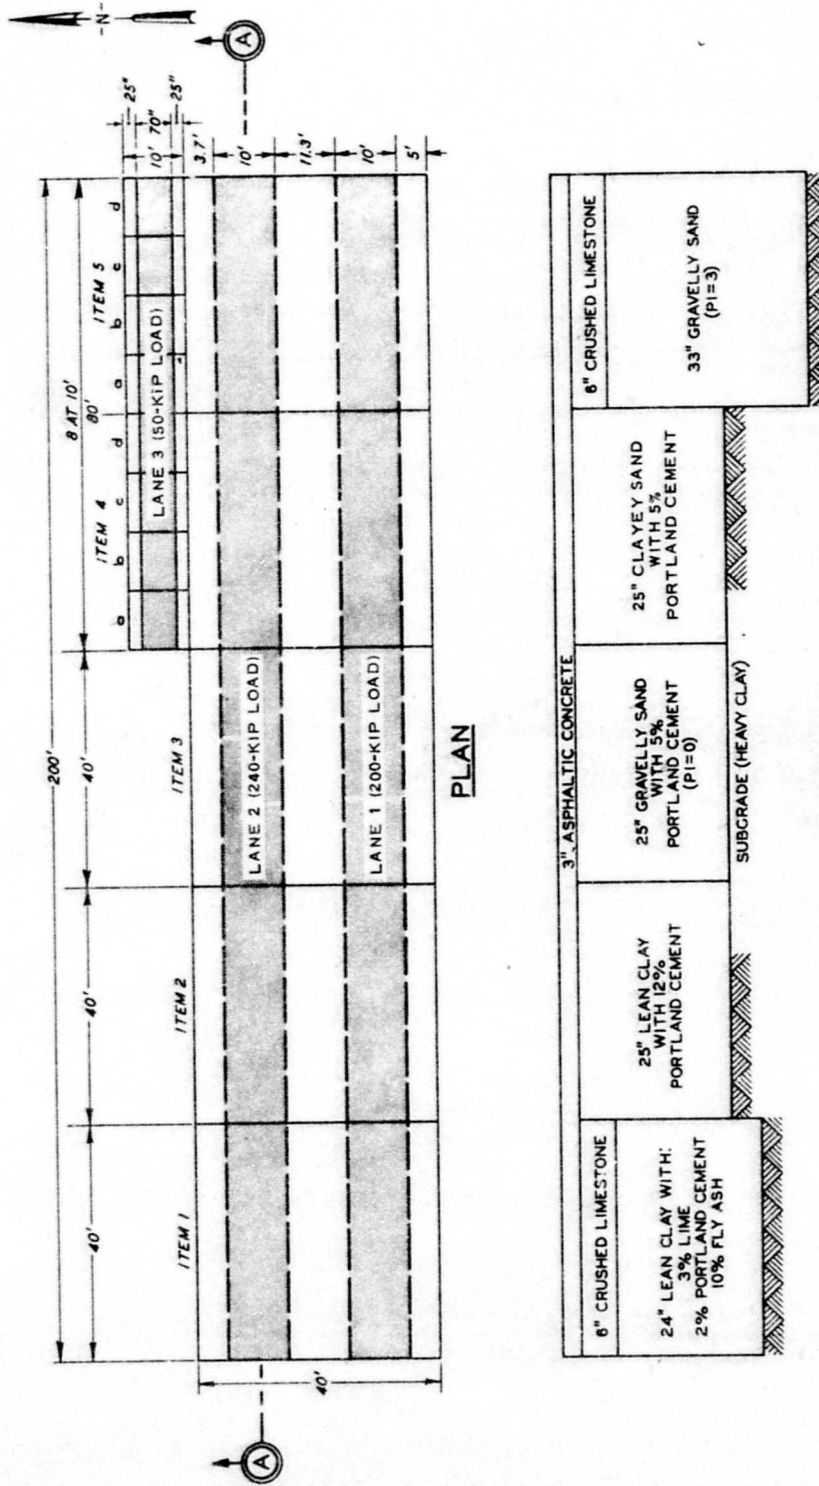 -N-
A
200'
8 AT 10'
80'
40'
40'
40'
ITEM 1
ITEM 2
ITEM 3
ITEM 4
ITEM 5
a
b
c
d
a
b
d
LANE 3 (50-KIP LOAD)
25"
70"
25"
10'
3.7'
10'
11.3'
10'
5'
LANE 2 (240-KIP LOAD)
LANE 1 (200-KIP LOAD)
40'
A
PLAN
3" ASPHALTIC CONCRETE
6" CRUSHED LIMESTONE
24" LEAN CLAY WITH:
3% LIME
2% PORTLAND CEMENT
10% FLY ASH
25" LEAN CLAY
WITH 12%
PORTLAND CEMENT
25" GRAVELLY SAND
WITH 5%
PORTLAND CEMENT
(PI=0)
25" CLAYEY SAND
WITH 5%
PORTLAND CEMENT
6" CRUSHED LIMESTONE
33" GRAVELLY SAND
(PI=3)
SUBGRADE (HEAVY CLAY)